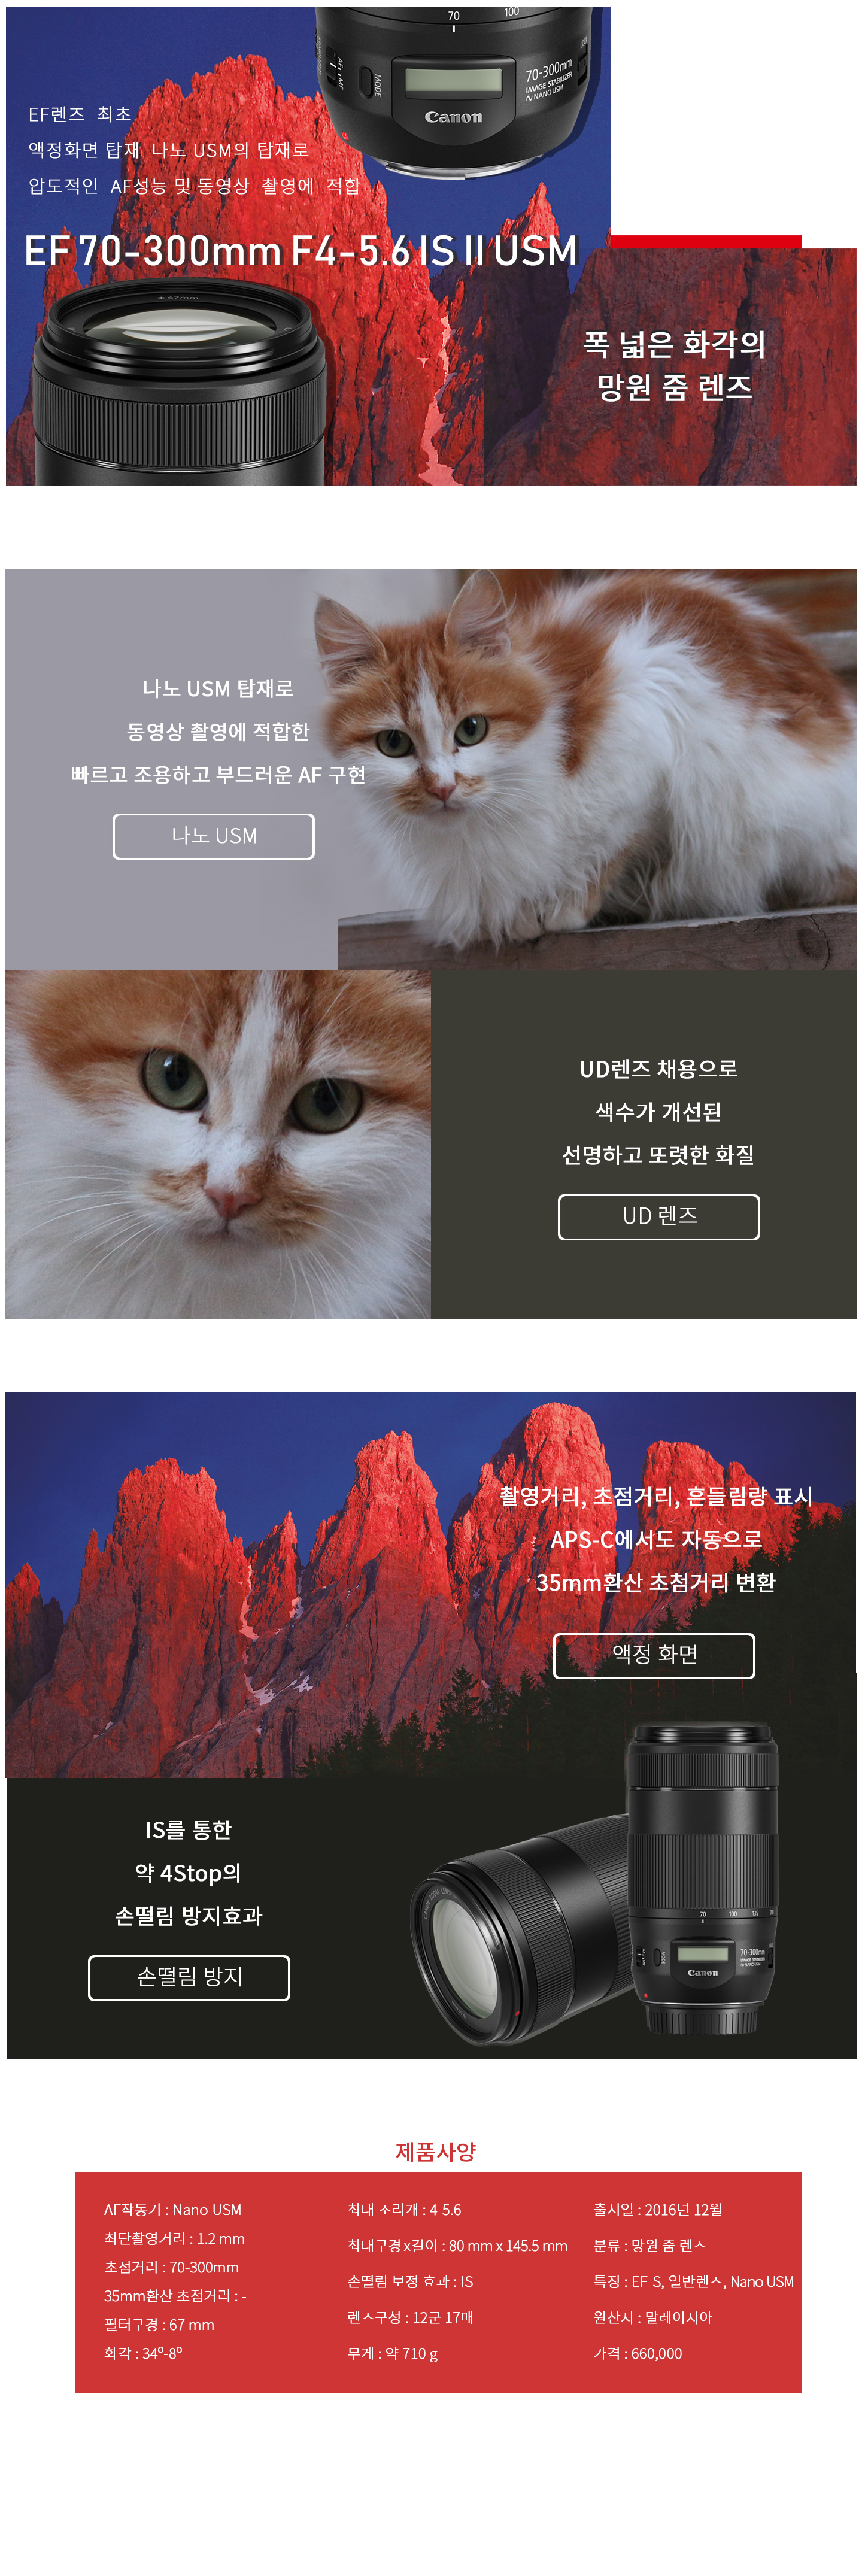 70 100
AF MF
MODE
70-300mm
IMAGE STABILIZER
NANO USM
Canon
EF렌즈 최초
액정화면 탑재 나노 USM의 탑재로
압도적인 AF성능 및 동영상 촬영에 적합
EF 70-300mm F4-5.6 IS II USM
67mm
폭 넓은 화각의
망원 줌 렌즈
나노 USM 탑재로
동영상 촬영에 적합한
빠르고 조용하고 부드러운 AF 구현
나노 USM
UD렌즈 채용으로
색수가 개선된
선명하고 또렷한 화질
UD 렌즈
촬영거리, 초점거리, 흔들림량 표시
APS-C에서도 자동으로
35mm환산 초첨거리 변환
액정 화면
IS를 통한
약 4Stop의
손떨림 방지효과
손떨림 방지
CANON ZOOM LENS
70 100 135
MODE
70-300mm
IMAGE STABILIZER
NANO USM
Canon
제품사양
AF작동기 : Nano USM
최단촬영거리 : 1.2 mm
초점거리 : 70-300mm
35mm환산 초점거리 : -
필터구경 : 67 mm
화각 : 34º-8º
최대 조리개 : 4-5.6
최대구경x길이 : 80 mm x 145.5 mm
손떨림 보정 효과 : IS
렌즈구성 : 12군 17매
무게 : 약 710 g
출시일 : 2016년 12월
분류 : 망원 줌 렌즈
특징 : EF-S, 일반렌즈, Nano USM
원산지 : 말레이지아
가격 : 660,000